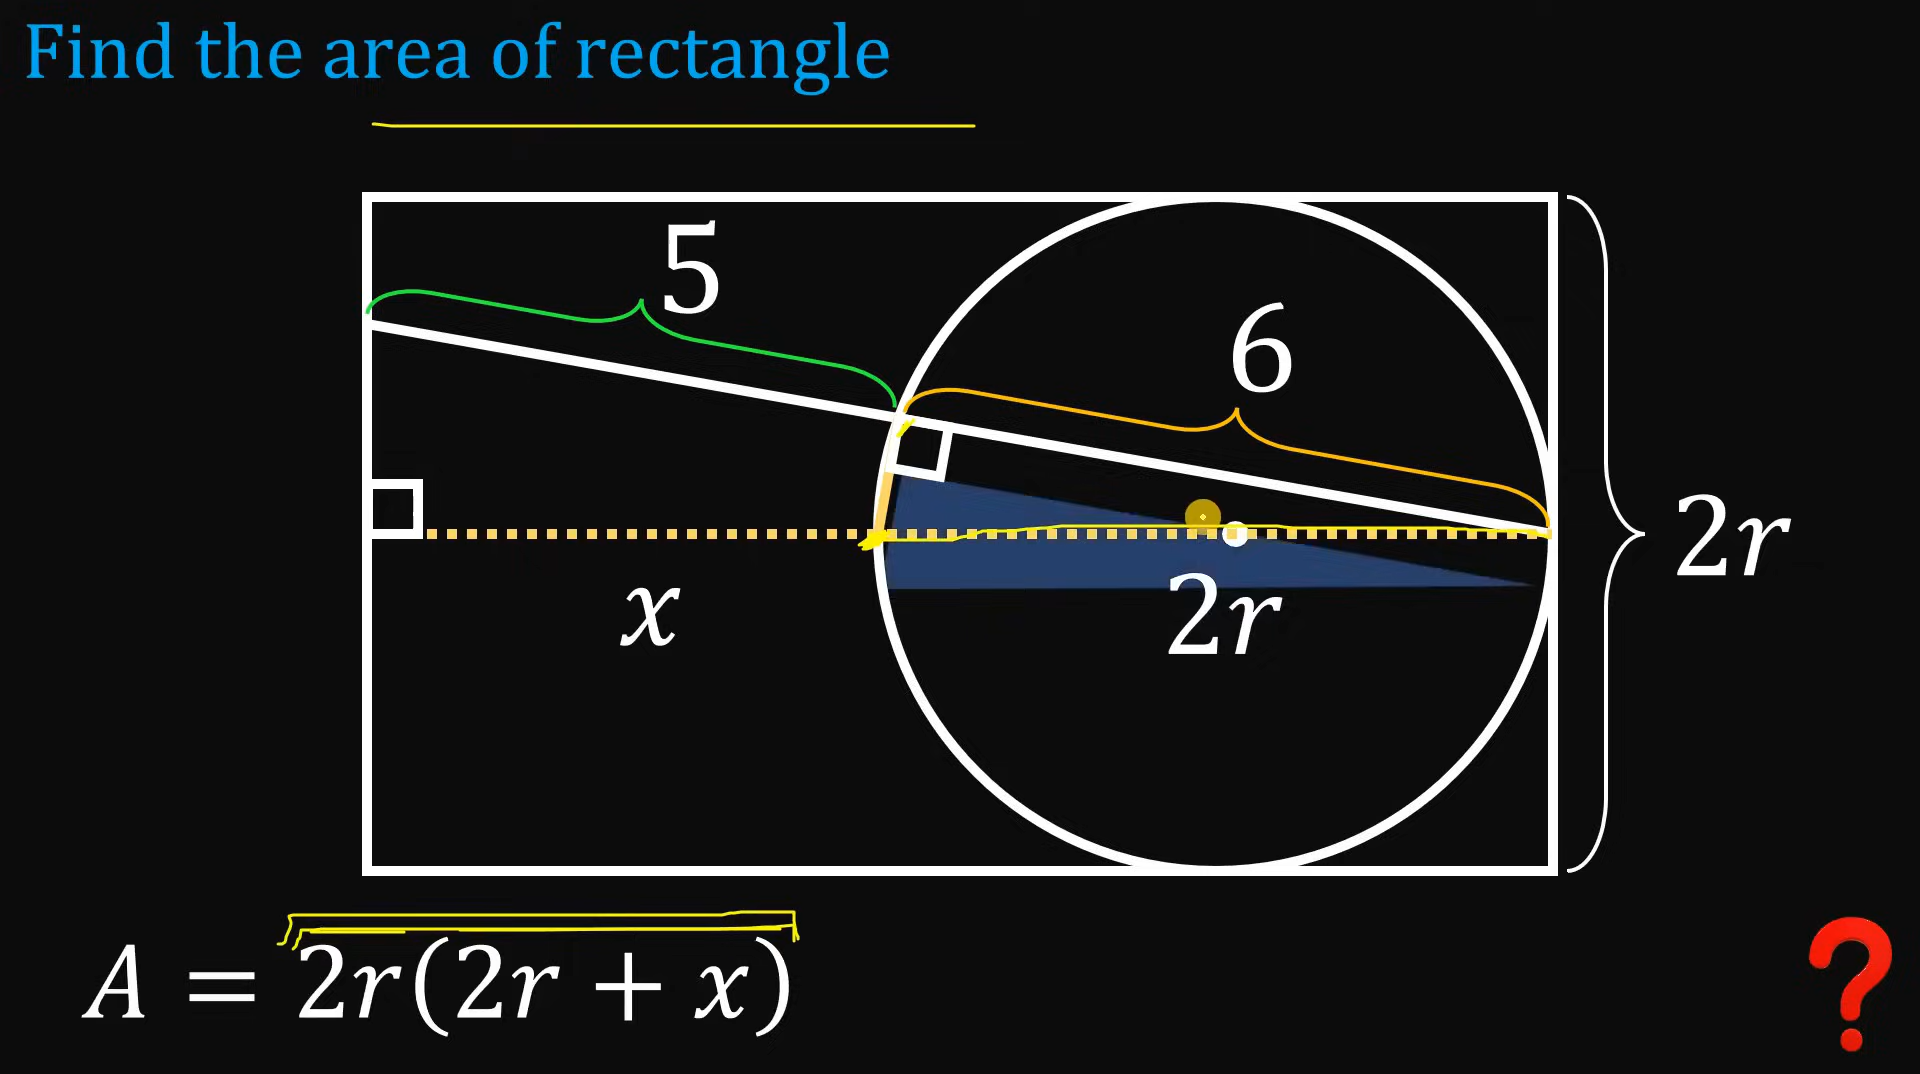 Find the area of rectangle
5
6
2r
x
2r
A = 2r(2r + x)